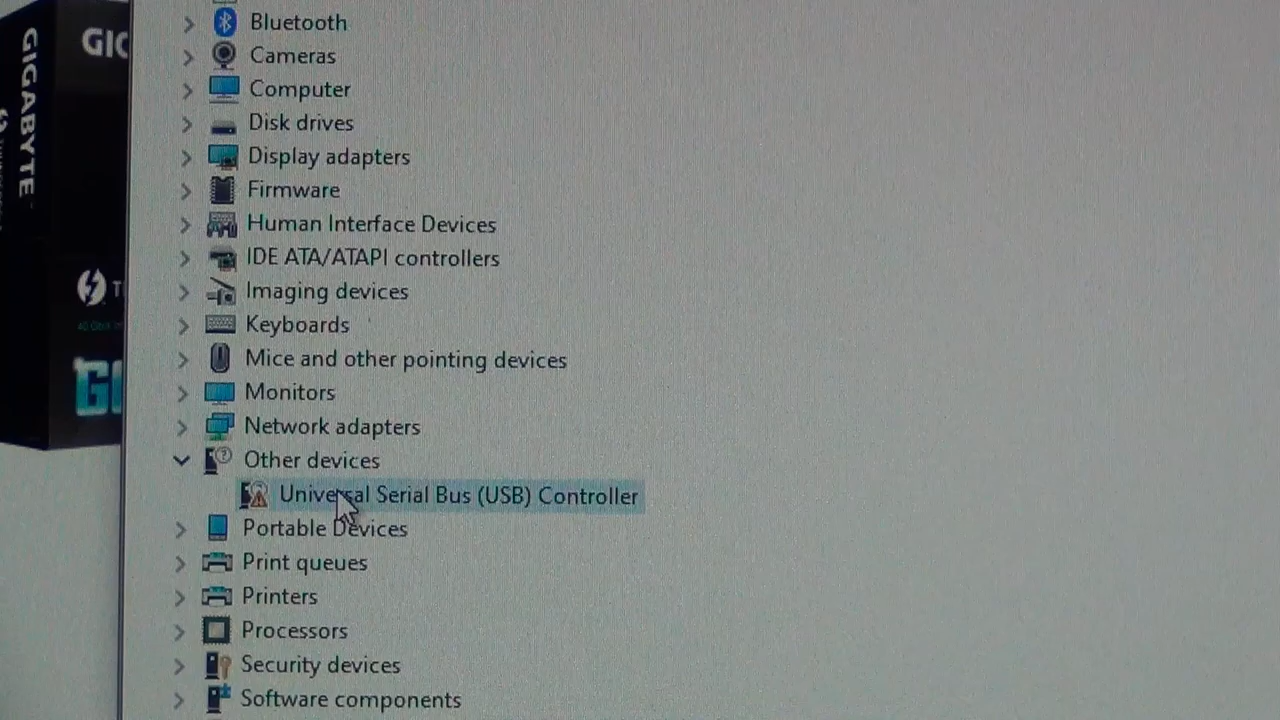 GIGABYTE
GIG
Bluetooth
Cameras
Computer
Disk drives
Display adapters
Firmware
Human Interface Devices
IDE ATA/ATAPI controllers
Imaging devices
Keyboards
Mice and other pointing devices
Monitors
Network adapters
Other devices
Universal Serial Bus (USB) Controller
Portable Devices
Print queues
Printers
Processors
Security devices
Software components